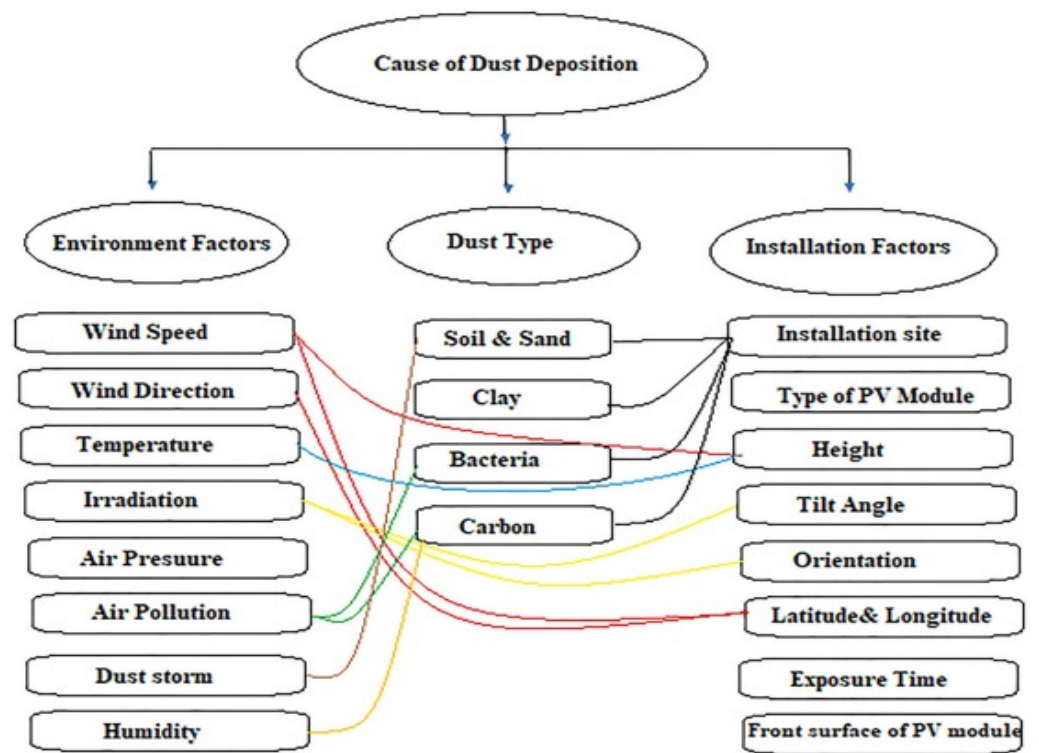 Cause of Dust Deposition
Environment Factors
Dust Type
Installation Factors
Wind Speed
Wind Direction
Temperature
Irradiation
Air Presuure
Air Pollution
Dust storm
Humidity
Soil & Sand
Clay
Bacteria
Carbon
Installation site
Type of PV Module
Height
Tilt Angle
Orientation
Latitude& Longitude
Exposure Time
Front surface of PV module